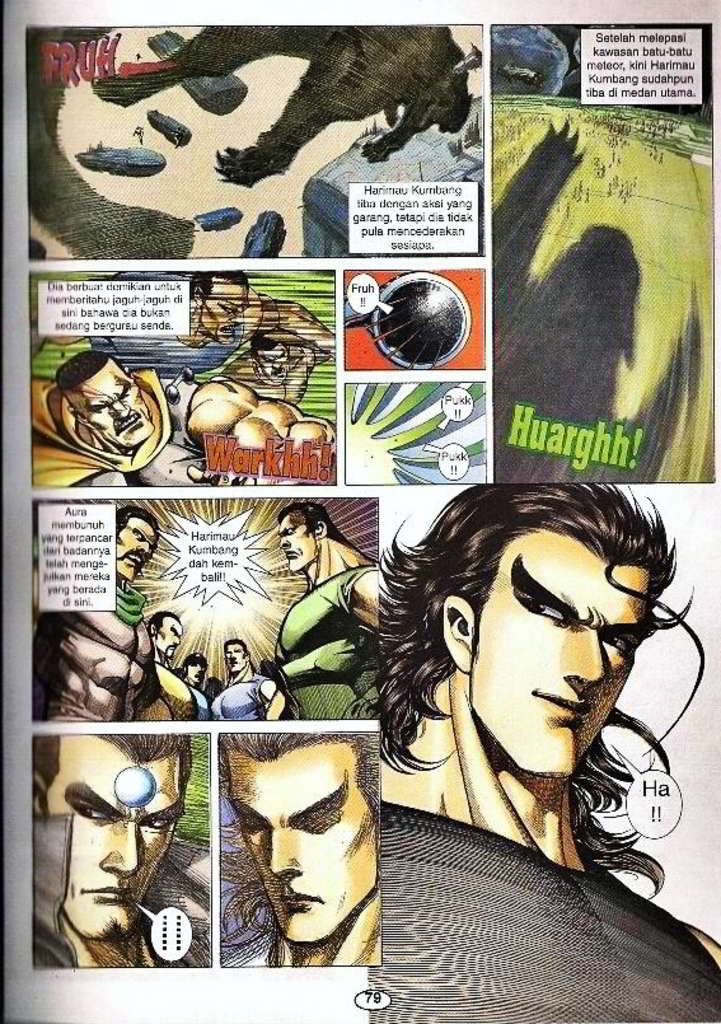 FRUH
Harimau Kumbang
tiba dengan aksi yang
garang, tetapi dia tidak
pula mencederakan
sesiapa.
Setelah melepasi
kawasan batu-batu
meteor, kini Harimau
Kumbang sudahpun
tiba di medan utama.
Huarghh!
Dia berbuat demikian untuk
memberitahu jaguh-jaguh di
sini bahawa dia bukan
sedang bergurau senda.
Warkhh!
Fruh
!!
Pukk
!!
Pukk
!!
Aura
membunuh
yang terpancar
dari badannya
telah menge-
julkan mereka
yang berada
di sini.
Harimau
Kumbang
dah kem-
bali!!
Ha
!!
79